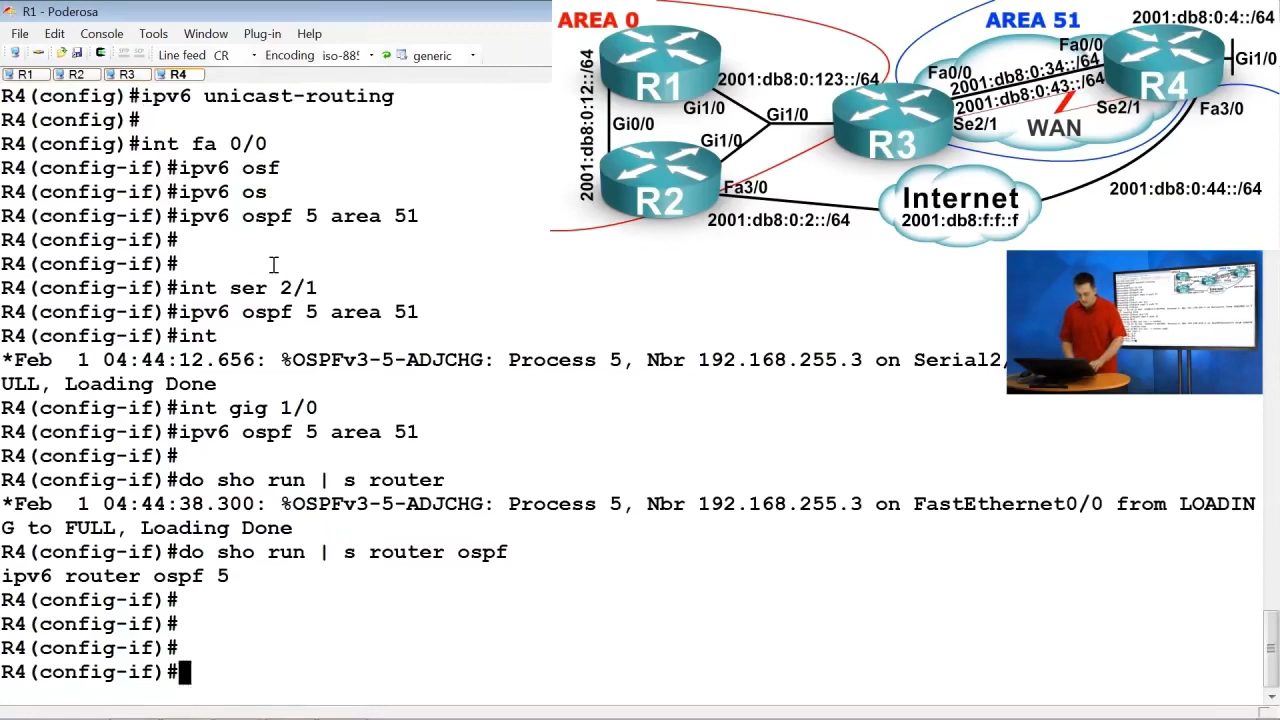 R1 - Poderosa
File Edit Console Tools Window Plug-in Help
Line feed CR Encoding iso-88! generic
R1 R2 R3 R4
R4(config)#ipv6 unicast-routing
R4(config)#
R4(config)#int fa 0/0
R4(config-if)#ipv6 osf
R4(config-if)#ipv6 os
R4(config-if)#ipv6 ospf 5 area 51
R4(config-if)#
R4(config-if)#
R4(config-if)#int ser 2/1
R4(config-if)#ipv6 ospf 5 area 51
R4(config-if)#int
*Feb  1 04:44:12.656: %OSPFv3-5-ADJCHG: Process 5, Nbr 192.168.255.3 on Serial2/
ULL, Loading Done
R4(config-if)#int gig 1/0
R4(config-if)#ipv6 ospf 5 area 51
R4(config-if)#
R4(config-if)#do sho run | s router
*Feb  1 04:44:38.300: %OSPFv3-5-ADJCHG: Process 5, Nbr 192.168.255.3 on FastEthernet0/0 from LOADIN
G to FULL, Loading Done
R4(config-if)#do sho run | s router ospf
ipv6 router ospf 5
R4(config-if)#
R4(config-if)#
R4(config-if)#
R4(config-if)#
AREA 0
AREA 51
2001:db8:0:4::/64
R1
2001:db8:0:12::/64
2001:db8:0:123::/64
Gi1/0
Gi0/0
Gi1/0
Gi1/0
R2
Fa3/0
2001:db8:0:2::/64
R3
Fa0/0
Fa0/0
2001:db8:0:34::/64
2001:db8:0:43::/64
Se2/1
Se2/1
WAN
R4
Gi1/0
Fa3/0
Internet
2001:db8:f:f::f
2001:db8:0:44::/64